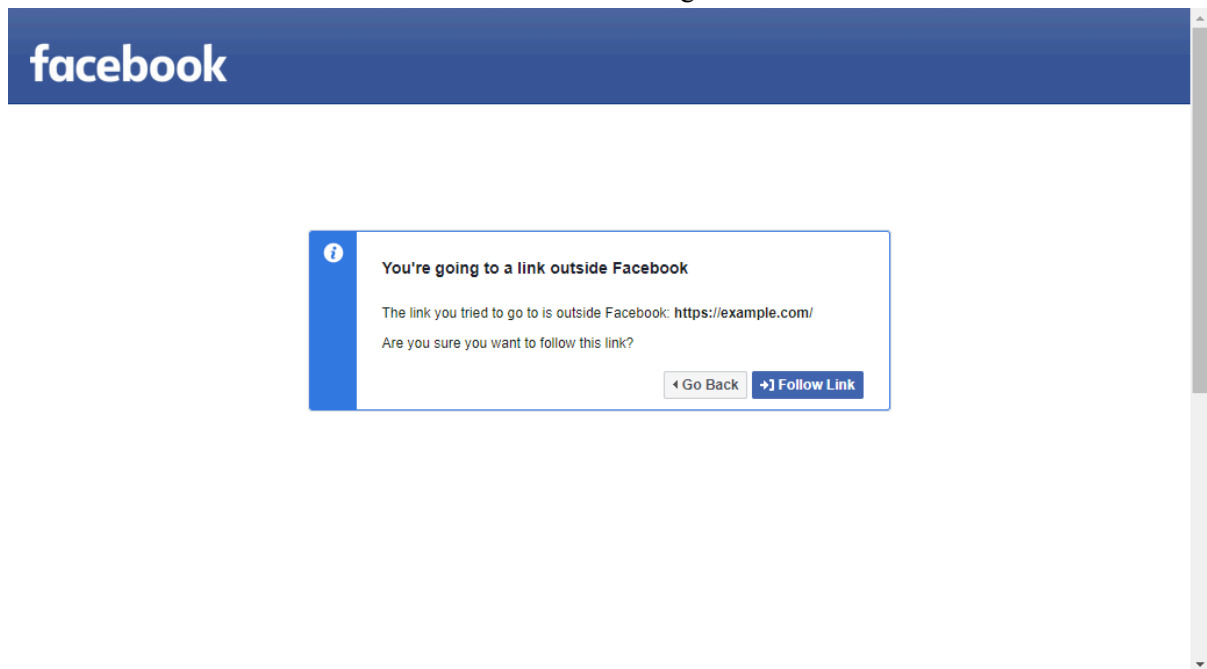 facebook
You're going to a link outside Facebook
The link you tried to go to is outside Facebook: https://example.com/
Are you sure you want to follow this link?
Go Back
Follow Link